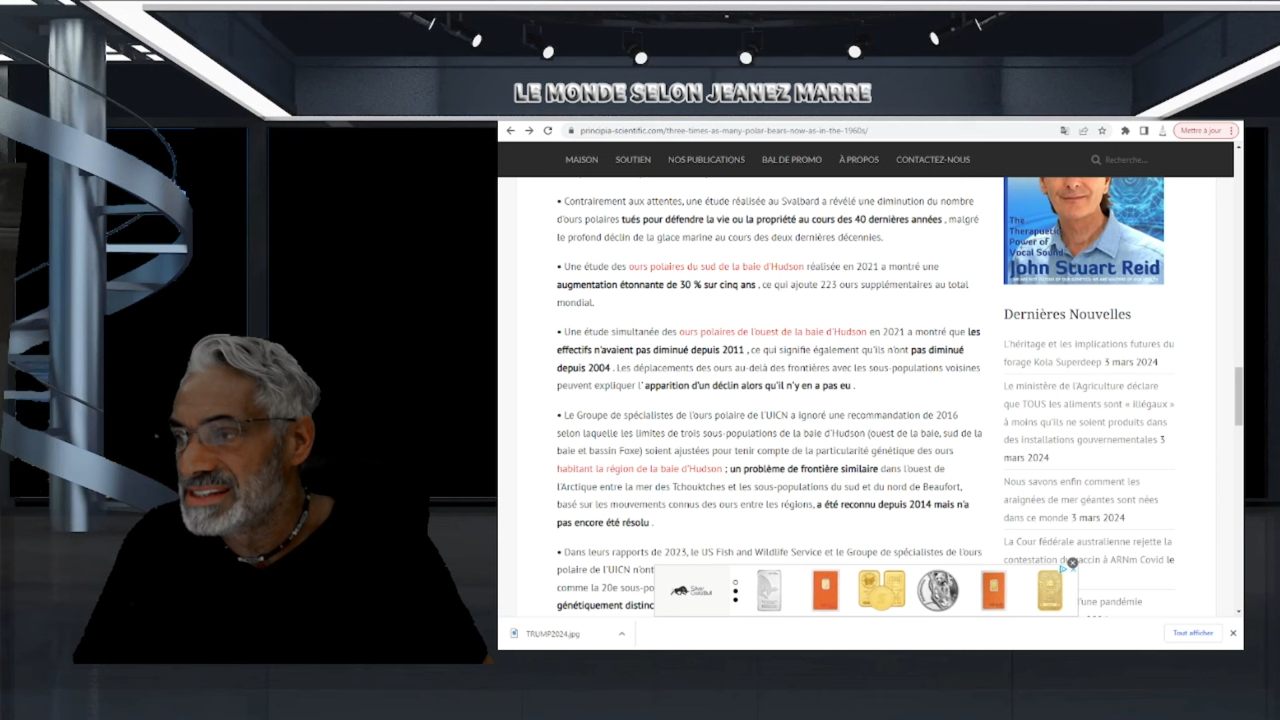 LE MONDE SELON JEANEZ MARRE
principia-scientific.com/three-times-as-many-polar-bears-now-as-in-the-1960s/
Mettre à jour
MAISON SOUTIEN NOS PUBLICATIONS BAL DE PROMO À PROPOS CONTACTEZ-NOUS
Recherche...
• Contrairement aux attentes, une étude réalisée au Svalbard a révélé une diminution du nombre
d'ours polaires tués pour défendre la vie ou la propriété au cours des 40 dernières années , malgré
le profond déclin de la glace marine au cours des deux dernières décennies.
• Une étude des ours polaires du sud de la baie d'Hudson réalisée en 2021 a montré une
augmentation étonnante de 30 % sur cinq ans , ce qui ajoute 223 ours supplémentaires au total
mondial.
• Une étude simultanée des ours polaires de l'ouest de la baie d'Hudson en 2021 a montré que les
effectifs n'avaient pas diminué depuis 2011 , ce qui signifie également qu'ils n'ont pas diminué
depuis 2004 . Les déplacements des ours au-delà des frontières avec les sous-populations voisines
peuvent expliquer l' apparition d'un déclin alors qu'il n'y en a pas eu .
• Le Groupe de spécialistes de l'ours polaire de l'UICN a ignoré une recommandation de 2016
selon laquelle les limites de trois sous-populations de la baie d'Hudson (ouest de la baie, sud de la
baie et bassin Foxe) soient ajustées pour tenir compte de la particularité génétique des ours
habitant la région de la baie d'Hudson ; un problème de frontière similaire dans l'ouest de
l'Arctique entre la mer des Tchouktches et les sous-populations du sud et du nord de Beaufort,
basé sur les mouvements connus des ours entre les régions, a été reconnu depuis 2014 mais n'a
pas encore été résolu .
• Dans leurs rapports de 2023, le US Fish and Wildlife Service et le Groupe de spécialistes de l'ours
polaire de l'UICN n'ont
comme la 20e sous-po
génétiquement distinc
The
Therapeutic
Power of
Vocal Sound
John Stuart Reid
Dernières Nouvelles
L'héritage et les implications futures du
forage Kola Superdeep 3 mars 2024
Le ministère de l'Agriculture déclare
que TOUS les aliments sont « illégaux »
à moins qu'ils ne soient produits dans
des installations gouvernementales 3
mars 2024
Nous savons enfin comment les
araignées de mer géantes sont nées
dans ce monde 3 mars 2024
La Cour fédérale australienne rejette la
contestation du vaccin à ARNm Covid le
'une pandémie
Silver
Gold Bull
TRUMP2024.jpg
Tout afficher